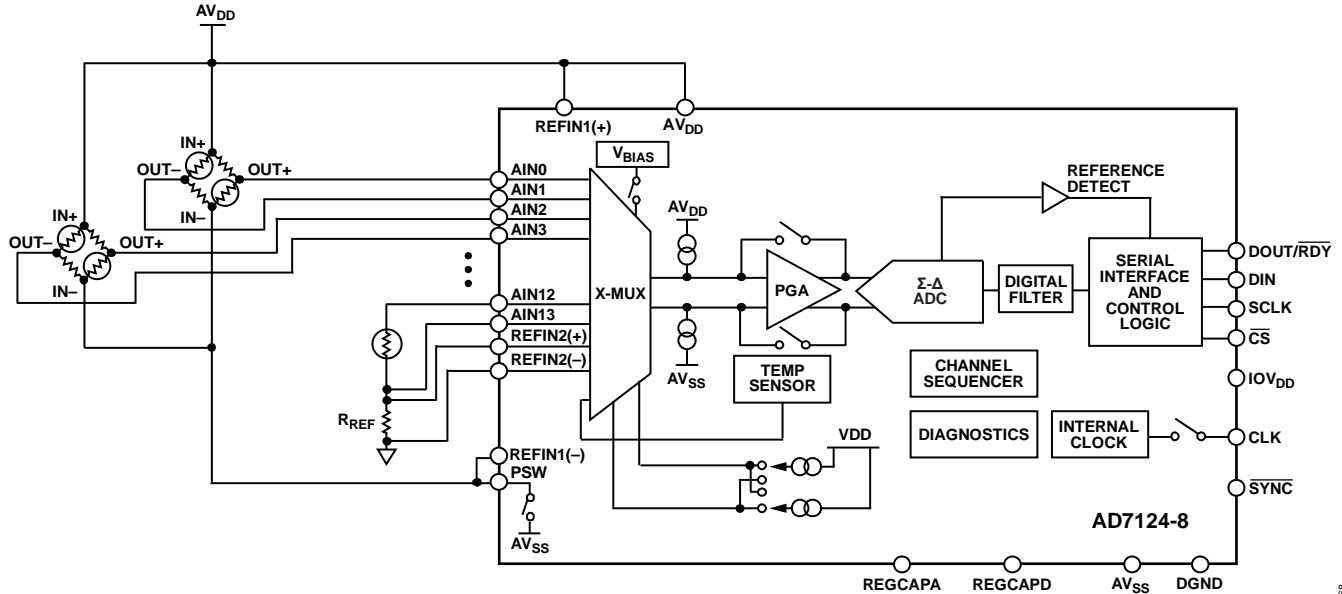 AVDD
REFIN1(+)
AVDD
IN+
OUT–
OUT+
IN–
IN+
OUT–
OUT+
IN–
AIN0
AIN1
AIN2
AIN3
AIN12
AIN13
REFIN2(+)
REFIN2(–)
RREF
REFIN1(–)
PSW
AVSS
VBIAS
X-MUX
AVDD
AVSS
PGA
TEMP
SENSOR
VDD
Σ-Δ
ADC
REFERENCE
DETECT
DIGITAL
FILTER
SERIAL
INTERFACE
AND
CONTROL
LOGIC
CHANNEL
SEQUENCER
DIAGNOSTICS
INTERNAL
CLOCK
DOUT/RDY
DIN
SCLK
CS
IOVDD
CLK
SYNC
AD7124-8
REGCAPA
REGCAPD
AVSS
DGND